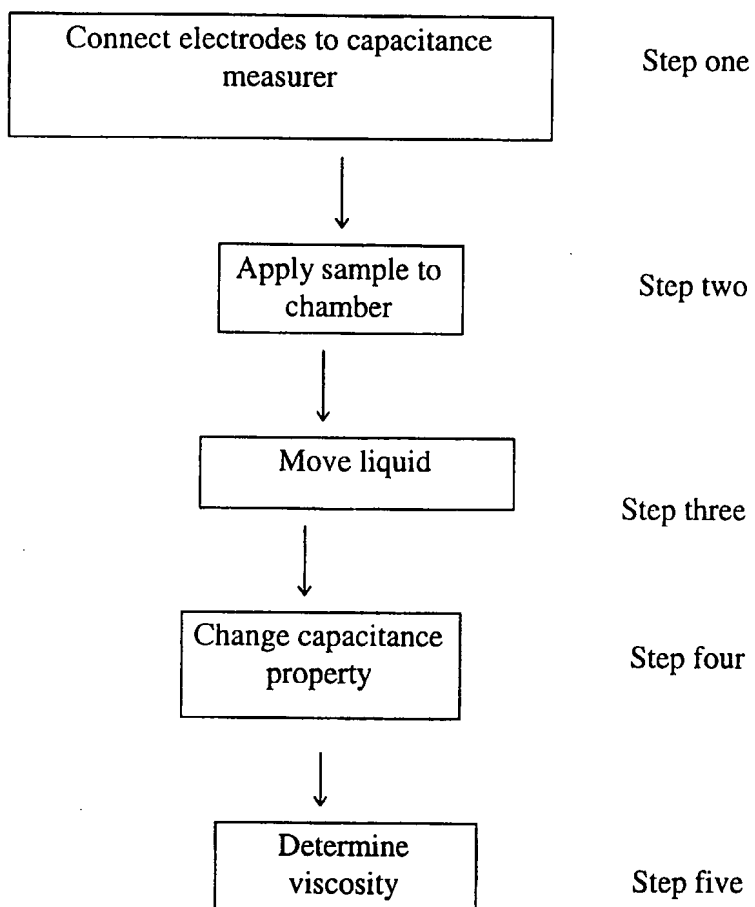 Connect electrodes to capacitance
measurer
Step one
Apply sample to
chamber
Step two
Move liquid
Step three
Change capacitance
property
Step four
Determine
viscosity
Step five